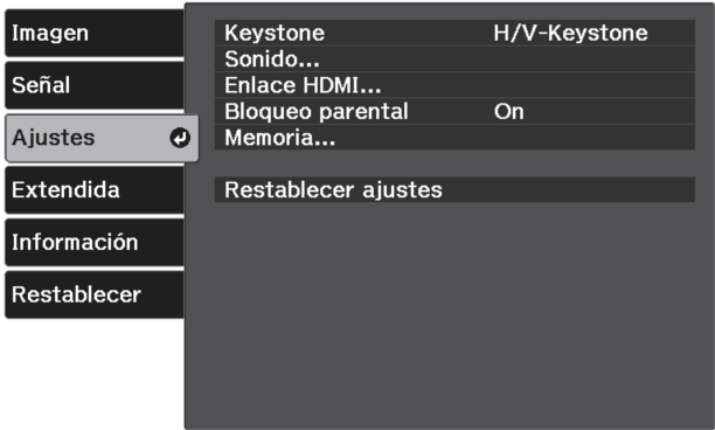 Imagen
Señal
Ajustes
Extendida
Información
Restablecer
Keystone H/V-Keystone
Sonido...
Enlace HDMI...
Bloqueo parental On
Memoria...
Restablecer ajustes